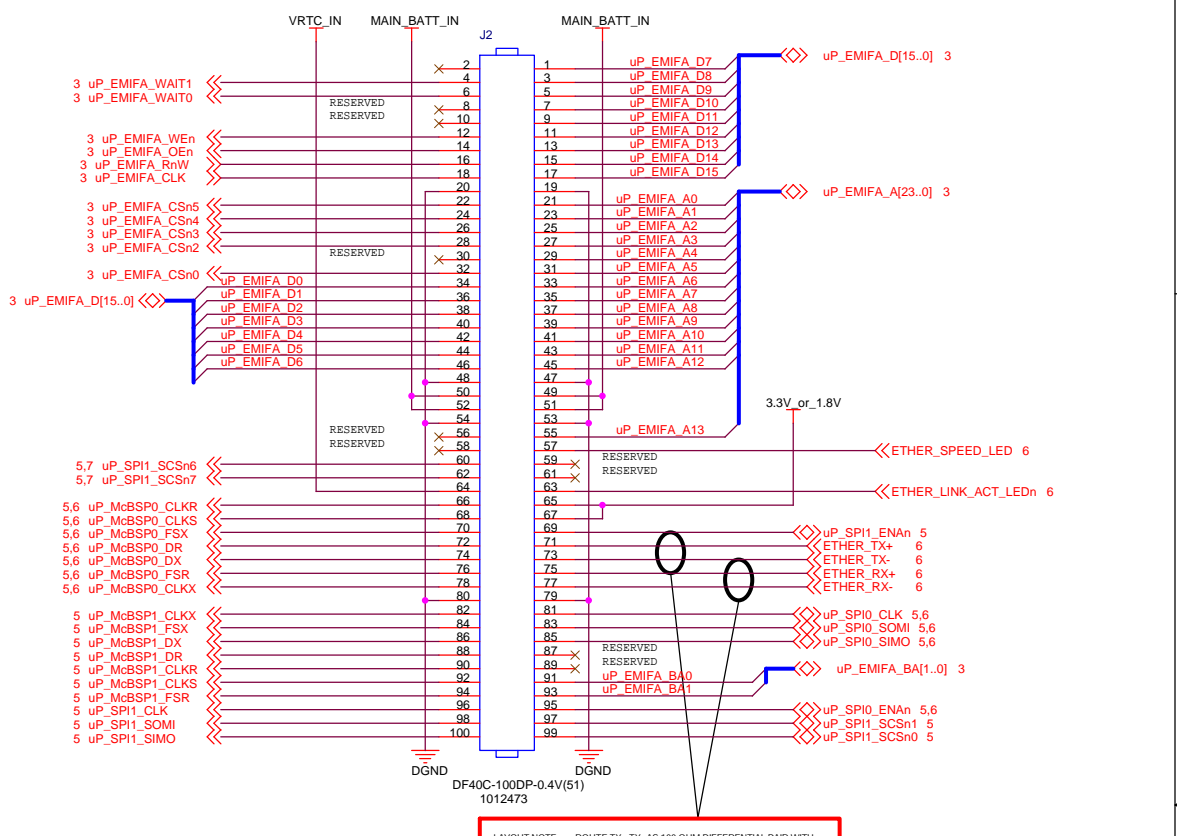 VRTC_IN
MAIN_BATT_IN
MAIN_BATT_IN
J2
3 uP_EMIFA_WAIT1
3 uP_EMIFA_WAIT0
RESERVED
RESERVED
3 uP_EMIFA_WEn
3 uP_EMIFA_OEn
3 uP_EMIFA_RnW
3 uP_EMIFA_CLK
3 uP_EMIFA_CSn5
3 uP_EMIFA_CSn4
3 uP_EMIFA_CSn3
3 uP_EMIFA_CSn2
RESERVED
3 uP_EMIFA_CSn0
3 uP_EMIFA_D[15..0]
uP_EMIFA_D0
uP_EMIFA_D1
uP_EMIFA_D2
uP_EMIFA_D3
uP_EMIFA_D4
uP_EMIFA_D5
uP_EMIFA_D6
RESERVED
RESERVED
5,7 uP_SPI1_SCSn6
5,7 uP_SPI1_SCSn7
5,6 uP_McBSP0_CLKR
5,6 uP_McBSP0_CLKS
5,6 uP_McBSP0_FSX
5,6 uP_McBSP0_DR
5,6 uP_McBSP0_DX
5,6 uP_McBSP0_FSR
5,6 uP_McBSP0_CLKX
5 uP_McBSP1_CLKX
5 uP_McBSP1_FSX
5 uP_McBSP1_DX
5 uP_McBSP1_DR
5 uP_McBSP1_CLKR
5 uP_McBSP1_CLKS
5 uP_McBSP1_FSR
5 uP_SPI1_CLK
5 uP_SPI1_SOMI
5 uP_SPI1_SIMO
2 1
4 3
6 5
8 7
10 9
12 11
14 13
16 15
18 17
20 19
22 21
24 23
26 25
28 27
30 29
32 31
34 33
36 35
38 37
40 39
42 41
44 43
46 45
48 47
50 49
52 51
54 53
56 55
58 57
60 59
62 61
64 63
66 65
68 67
70 69
72 71
74 73
76 75
78 77
80 79
82 81
84 83
86 85
88 87
90 89
92 91
94 93
96 95
98 97
100 99
uP_EMIFA_D7
uP_EMIFA_D8
uP_EMIFA_D9
uP_EMIFA_D10
uP_EMIFA_D11
uP_EMIFA_D12
uP_EMIFA_D13
uP_EMIFA_D14
uP_EMIFA_D15
uP_EMIFA_D[15..0] 3
uP_EMIFA_A[23..0] 3
uP_EMIFA_A0
uP_EMIFA_A1
uP_EMIFA_A2
uP_EMIFA_A3
uP_EMIFA_A4
uP_EMIFA_A5
uP_EMIFA_A6
uP_EMIFA_A7
uP_EMIFA_A8
uP_EMIFA_A9
uP_EMIFA_A10
uP_EMIFA_A11
uP_EMIFA_A12
3.3V_or_1.8V
uP_EMIFA_A13
ETHER_SPEED_LED 6
RESERVED
RESERVED
ETHER_LINK_ACT_LEDn 6
uP_SPI1_ENAn 5
ETHER_TX+ 6
ETHER_TX- 6
ETHER_RX+ 6
ETHER_RX- 6
uP_SPI0_CLK 5,6
uP_SPI0_SOMI 5,6
uP_SPI0_SIMO 5,6
RESERVED
RESERVED
uP_EMIFA_BA0
uP_EMIFA_BA1
uP_EMIFA_BA[1..0] 3
uP_SPI0_ENAn 5,6
uP_SPI1_SCSn1 5
uP_SPI1_SCSn0 5
DGND
DGND
DF40C-100DP-0.4V(51)
1012473